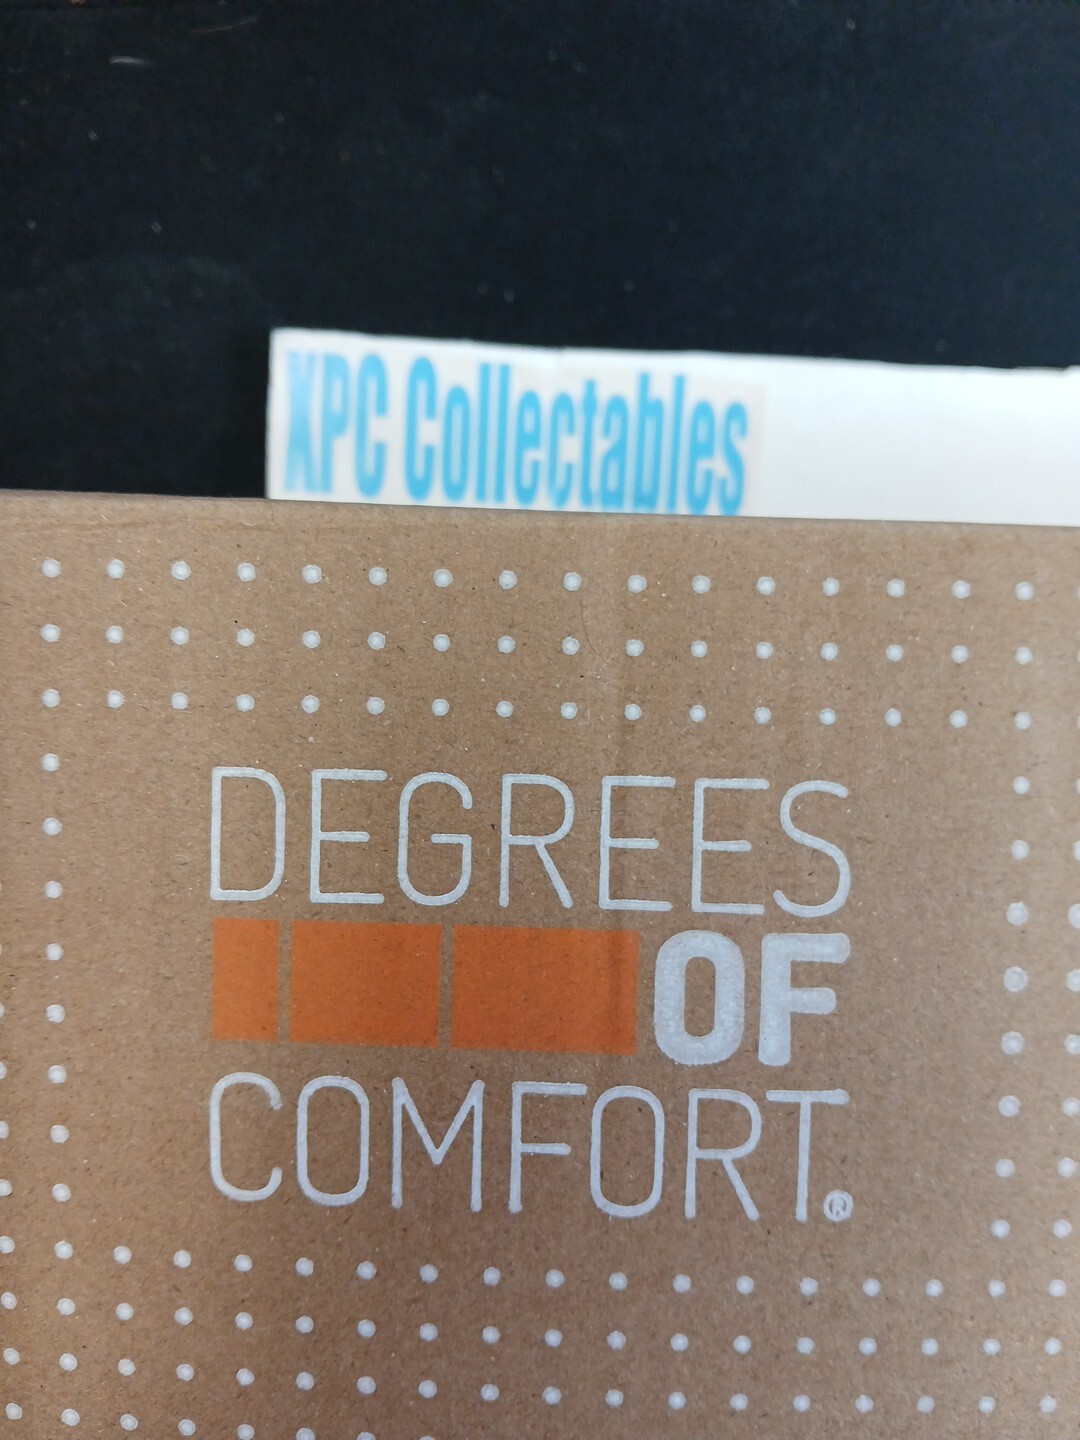 XPC Collectables
DEGREES
OF
COMFORT®